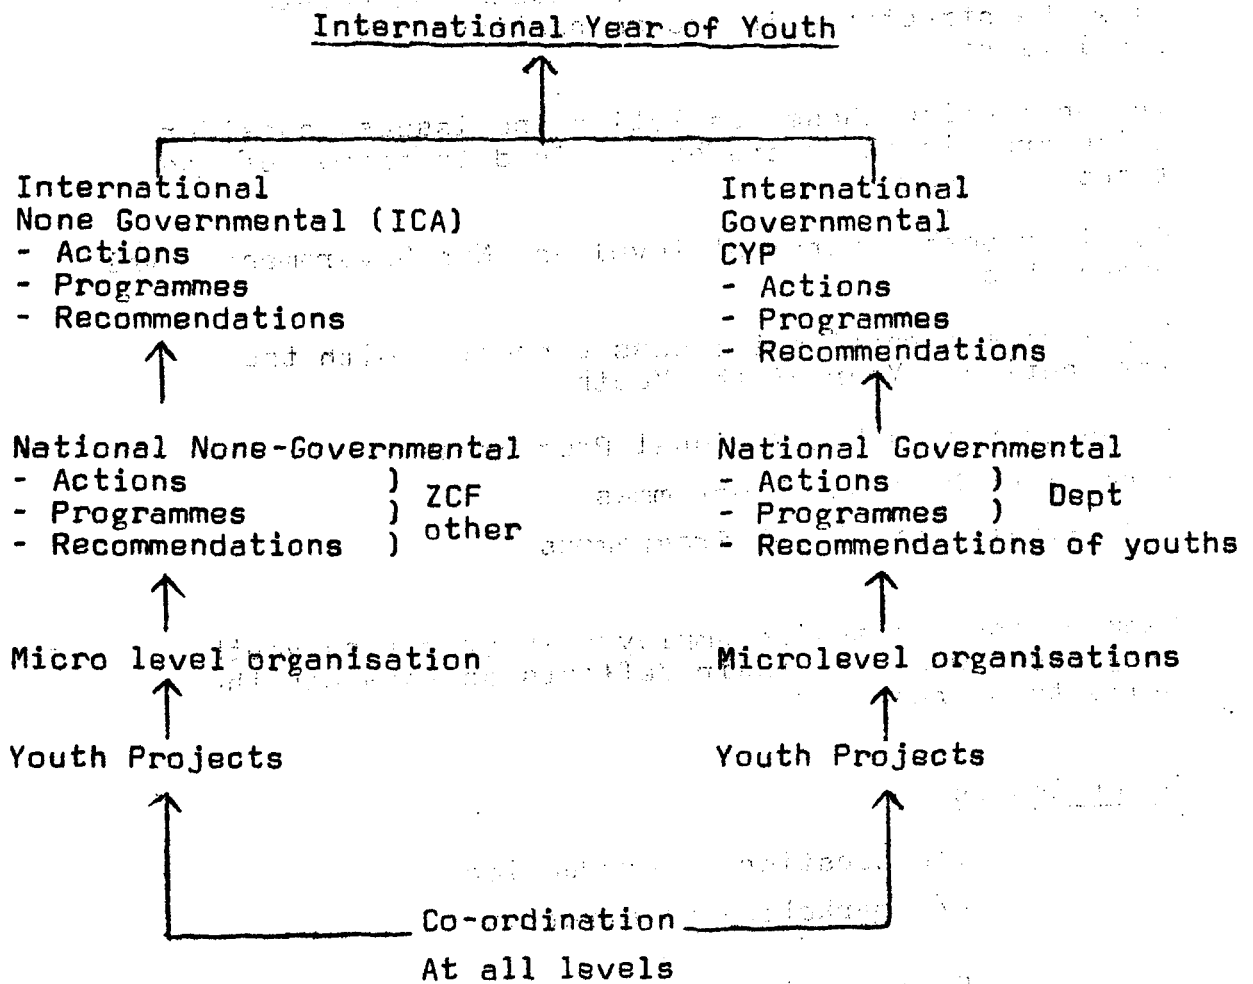 International Year of Youth
International
None Governmental (ICA)
- Actions
- Programmes
- Recommendations
International
Governmental
CYP
- Actions
- Programmes
- Recommendations
National None-Governmental
- Actions )
- Programmes ) ZCF
- Recommendations ) other
National Governmental
- Actions ) Dept
- Programmes )
- Recommendations of youths
Micro level organisation
Microlevel organisations
Youth Projects
Youth Projects
Co-ordination
At all levels